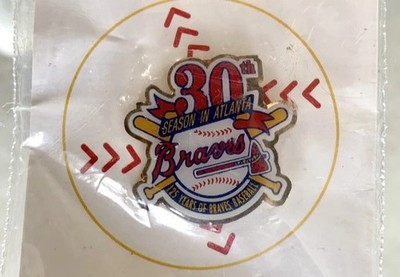 30th
SEASON IN ATLANTA
Braves
125 YEARS OF BRAVES BASEBALL